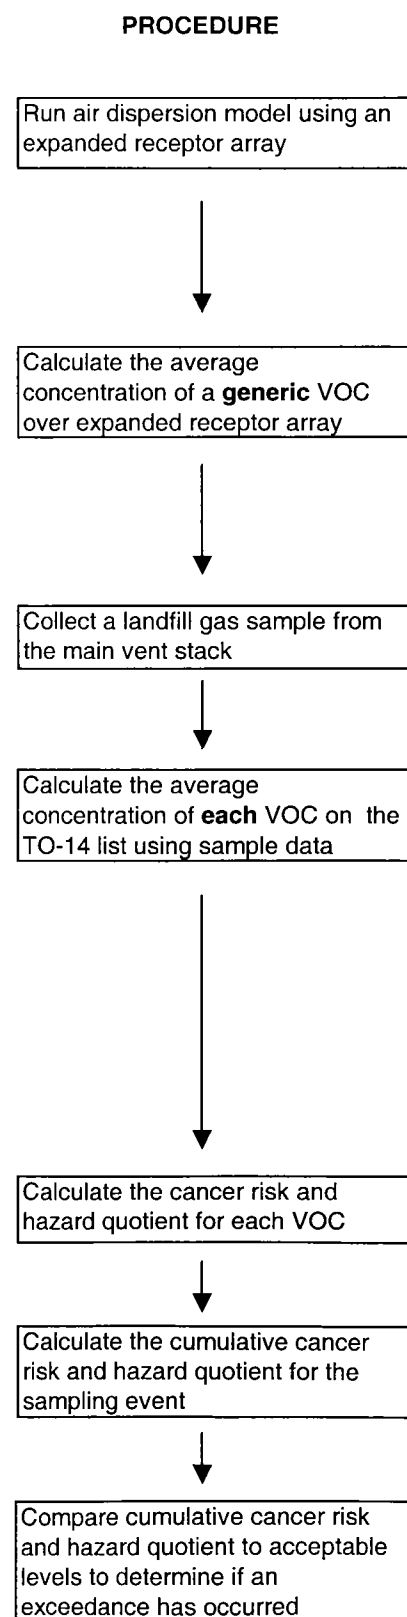 PROCEDURE
Run air dispersion model using an
expanded receptor array
Calculate the average
concentration of a generic VOC
over expanded receptor array
Collect a landfill gas sample from
the main vent stack
Calculate the average
concentration of each VOC on the
TO-14 list using sample data
Calculate the cancer risk and
hazard quotient for each VOC
Calculate the cumulative cancer
risk and hazard quotient for the
sampling event
Compare cumulative cancer risk
and hazard quotient to acceptable
levels to determine if an
exceedance has occurred